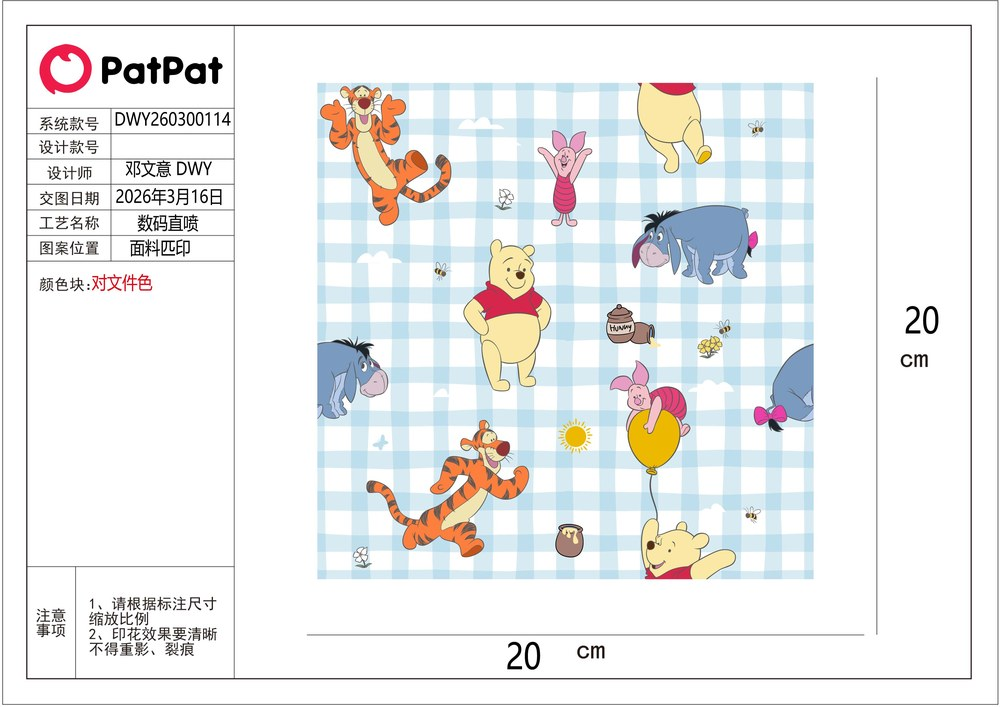 PatPat
系统款号 DWY260300114
设计款号
设计师 邓文意 DWY
交图日期 2026年3月16日
工艺名称 数码直喷
图案位置 面料匹印
颜色块:对文件色
Hunny
20
cm
20 cm
注意
事项
1、请根据标注尺寸
缩放比例
2、印花效果要清晰
不得重影、裂痕